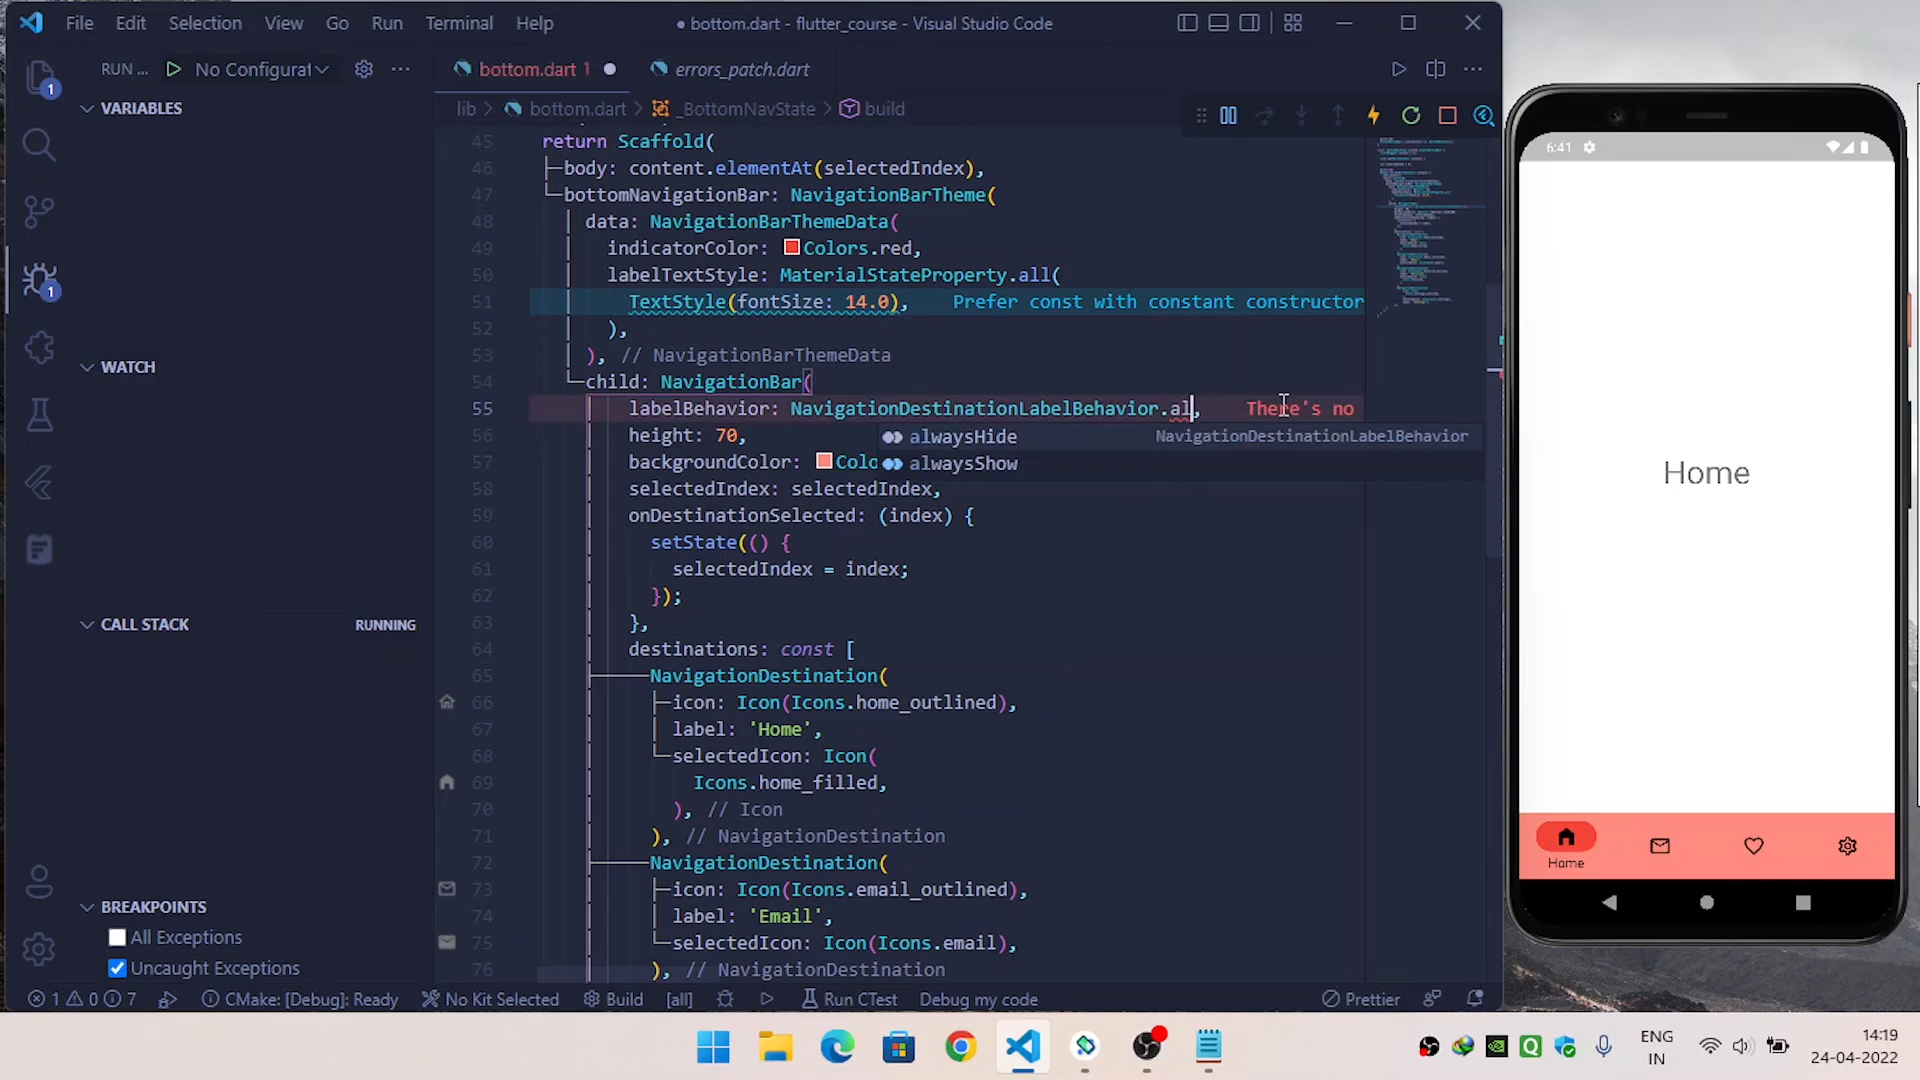 File Edit Selection View Go Run Terminal Help
● bottom.dart - flutter_course - Visual Studio Code
RUN ... No Configurat
bottom.dart 1 ●
errors_patch.dart
VARIABLES
lib > bottom.dart > _BottomNavState > build
45 return Scaffold(
46 body: content.elementAt(selectedIndex),
47 bottomNavigationBar: NavigationBarTheme(
48 data: NavigationBarThemeData(
49 indicatorColor: Colors.red,
50 labelTextStyle: MaterialStateProperty.all(
51 TextStyle(fontSize: 14.0), Prefer const with constant constructor
52 ),
53 ), // NavigationBarThemeData
54 child: NavigationBar(
55 labelBehavior: NavigationDestinationLabelBehavior.al, There's no
alwaysHide NavigationDestinationLabelBehavior
alwaysShow
56 height: 70,
57 backgroundColor: Colo
58 selectedIndex: selectedIndex,
59 onDestinationSelected: (index) {
60 setState(() {
61 selectedIndex = index;
62 });
63 },
64 destinations: const [
65 NavigationDestination(
66 icon: Icon(Icons.home_outlined),
67 label: 'Home',
68 selectedIcon: Icon(
69 Icons.home_filled,
70 ), // Icon
71 ), // NavigationDestination
72 NavigationDestination(
73 icon: Icon(Icons.email_outlined),
74 label: 'Email',
75 selectedIcon: Icon(Icons.email),
76 ), // NavigationDestination
1
1
WATCH
CALL STACK RUNNING
BREAKPOINTS
All Exceptions
Uncaught Exceptions
1 0 7 CMake: [Debug]: Ready No Kit Selected Build [all] Run CTest Debug my code Prettier
6:41
Home
Home
ENG
IN
14:19
24-04-2022